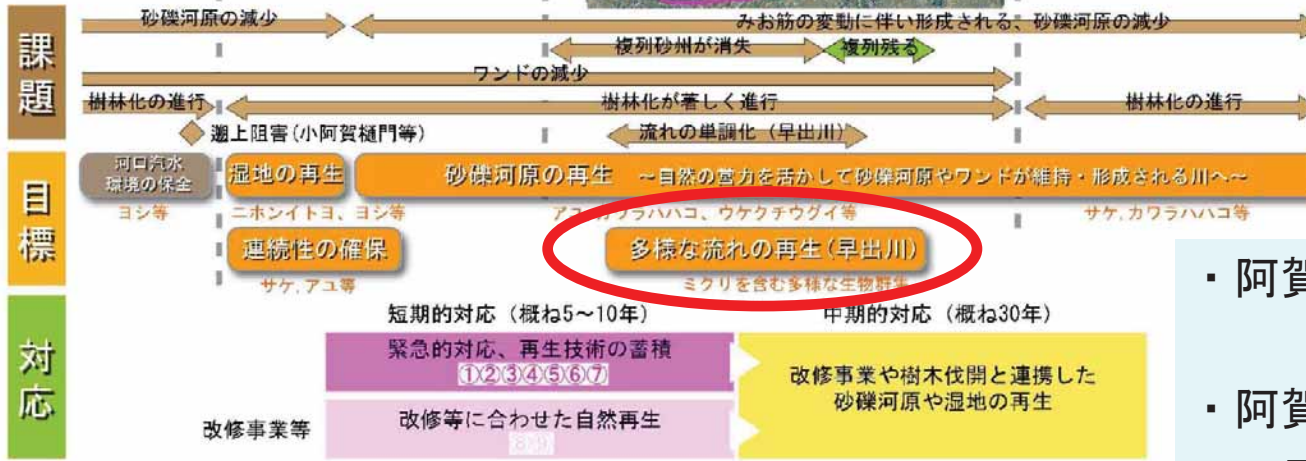 課題
砂礫河原の減少
みお筋の変動に伴い形成される、砂礫河原の減少
複列砂州が消失
複列残る
ワンドの減少
樹林化の進行
樹林化が著しく進行
樹林化の進行
遡上阻害(小阿賀樋門等)
流れの単調化（早出川）
目標
河口汽水
環境の保全
湿地の再生
砂礫河原の再生 ～自然の営力を活かして砂礫河原やワンドが維持・形成される川へ～
ヨシ等
ニホンイトヨ、ヨシ等
アユ、カワラハハコ、ウケクチウグイ等
サケ,カワラハハコ等
連続性の確保
多様な流れの再生(早出川)
サケ,アユ等
ミクリを含む多様な生物群集
対応
短期的対応（概ね5～10年）
中期的対応（概ね30年）
緊急的対応、再生技術の蓄積
①②③④⑤⑥⑦
改修事業や樹木伐開と連携した
砂礫河原や湿地の再生
改修事業等
改修等に合わせた自然再生
⑧⑨
・阿賀
・阿賀